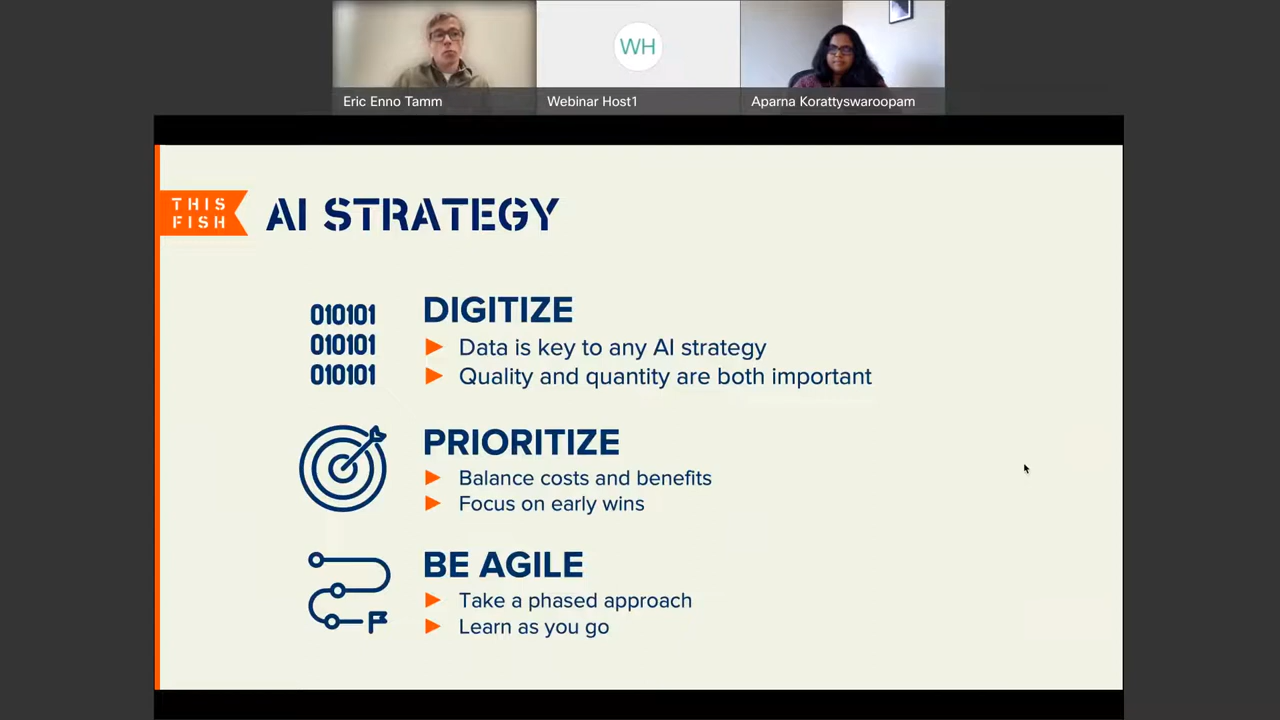 WH
Eric Enno Tamm
Webinar Host1
Aparna Korattyswaroopam
THIS
FISH
AI STRATEGY
010101
010101
010101
DIGITIZE
Data is key to any AI strategy
Quality and quantity are both important
PRIORITIZE
Balance costs and benefits
Focus on early wins
BE AGILE
Take a phased approach
Learn as you go